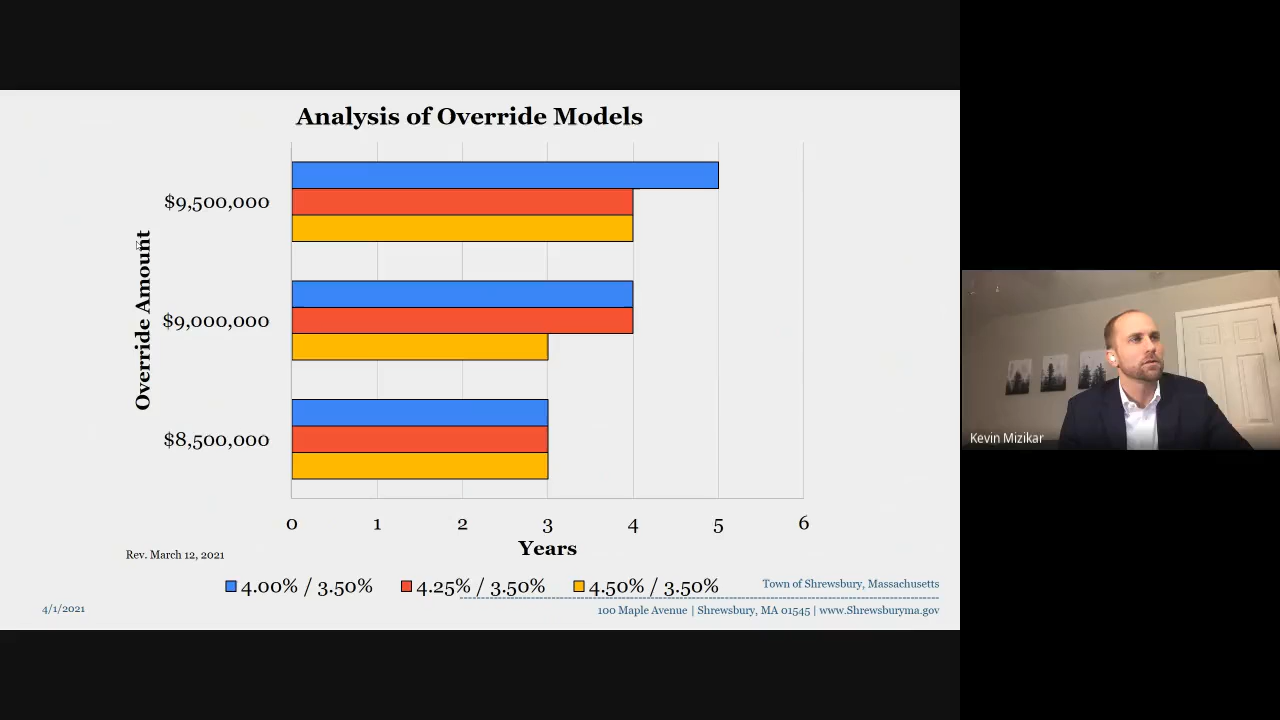 Analysis of Override Models
Override Amount
$9,500,000
$9,000,000
$8,500,000
0 1 2 3 4 5 6
Years
Rev. March 12, 2021
4.00% / 3.50% 4.25% / 3.50% 4.50% / 3.50%
Town of Shrewsbury, Massachusetts
4/1/2021
100 Maple Avenue | Shrewsbury, MA 01545 | www.Shrewsburyma.gov
Kevin Mizikar